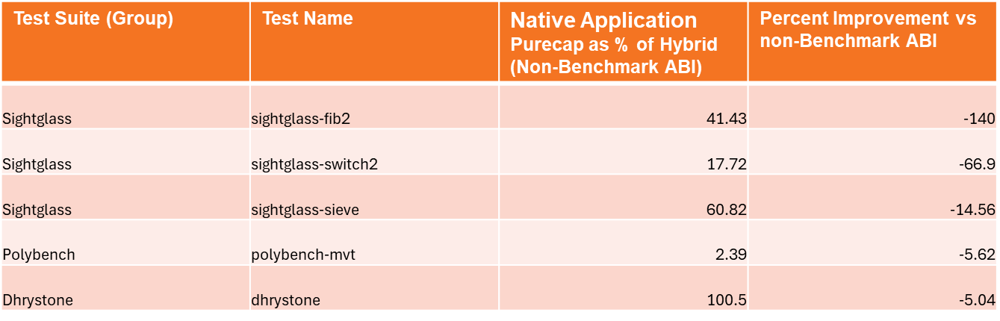 Test Suite (Group) Test Name Native Application Purecap as % of Hybrid (Non-Benchmark ABI) Percent Improvement vs non-Benchmark ABI
Sightglass sightglass-fib2 41.43 -140
Sightglass sightglass-switch2 17.72 -66.9
Sightglass sightglass-sieve 60.82 -14.56
Polybench polybench-mvt 2.39 -5.62
Dhrystone dhrystone 100.5 -5.04